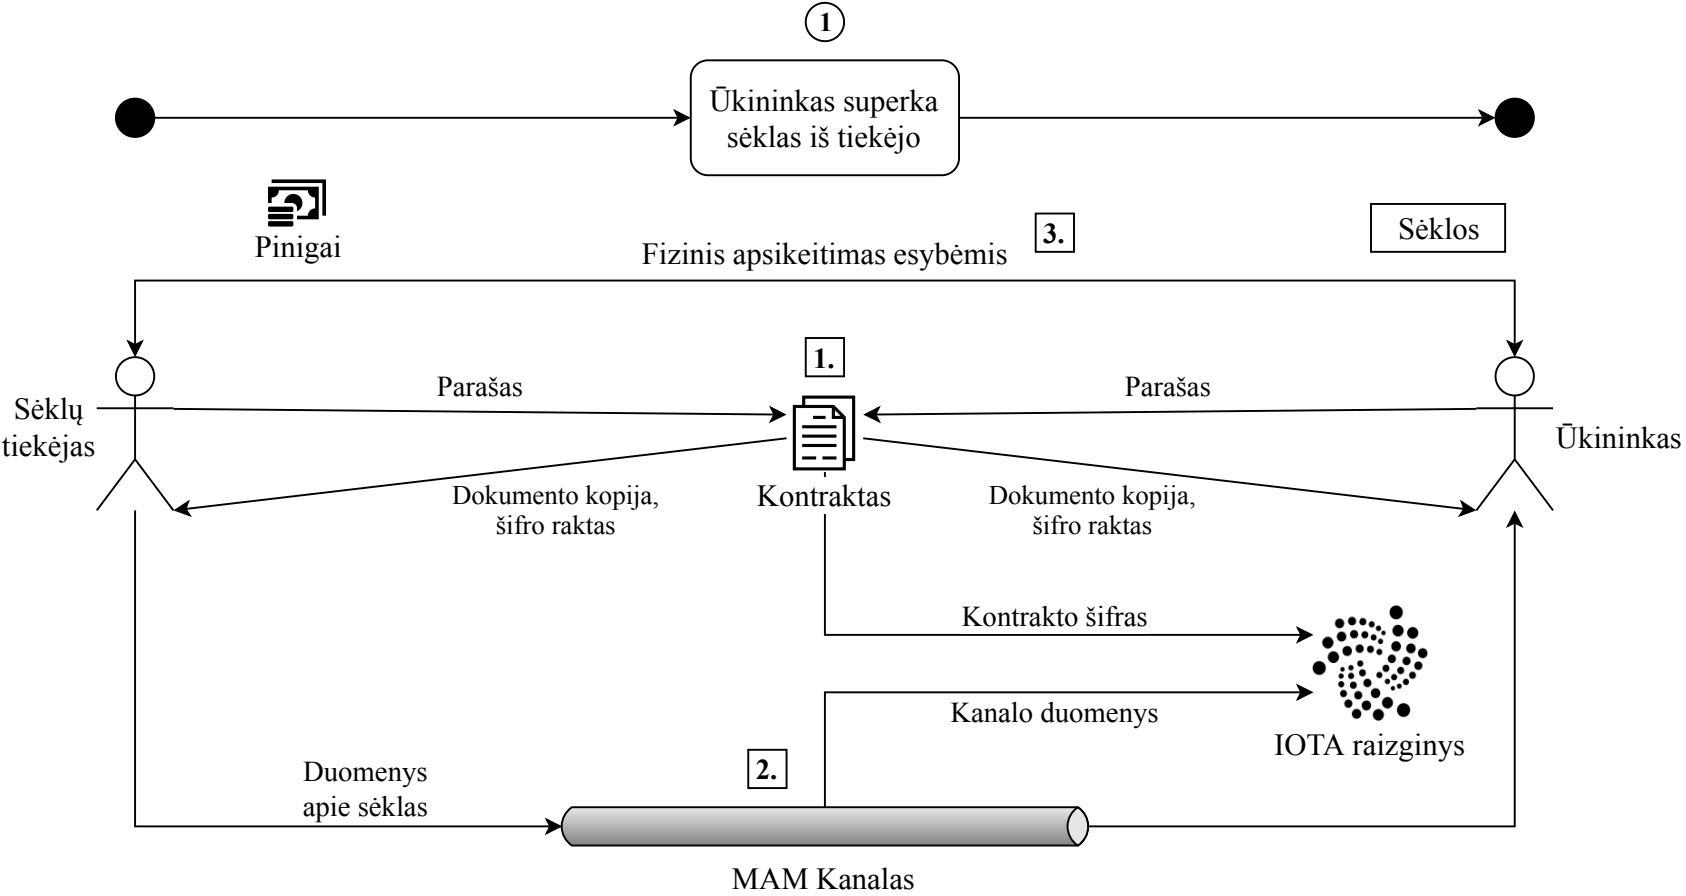 1
Ūkininkas superka
sėklas iš tiekėjo
Pinigai
Fizinis apsikeitimas esybėmis
3.
Sėklos
1.
Parašas
Parašas
Sėklų
tiekėjas
Ūkininkas
Dokumento kopija,
šifro raktas
Kontraktas
Dokumento kopija,
šifro raktas
Kontrakto šifras
Kanalo duomenys
IOTA raizginys
2.
Duomenys
apie sėklas
MAM Kanalas